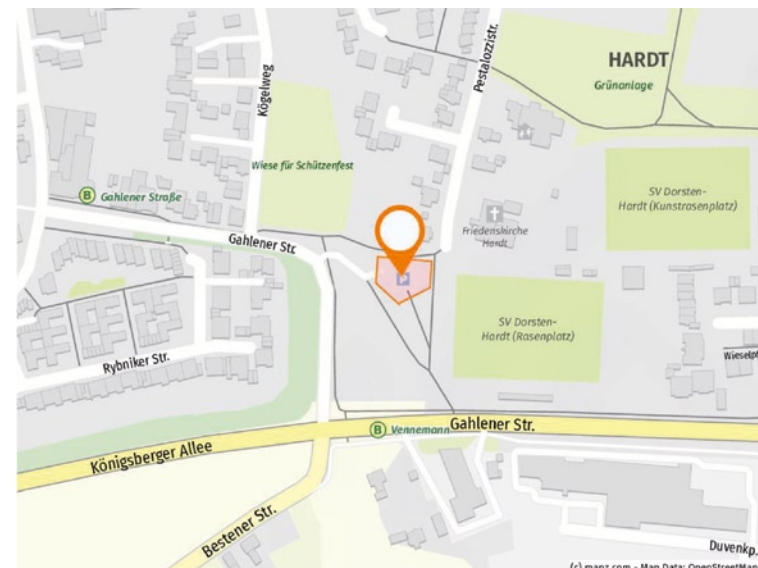 HARDT
Grünanlage
Pestalozzistr.
Kögelweg
Wiese für Schützenfest
B Gahlener Straße
SV Dorsten-
Hardt (Kunstrasenplatz)
Friedenskirche
Hardt
Gahlener Str.
P
SV Dorsten-
Hardt (Rasenplatz)
Rybniker Str.
B Vennemann
Gahlener Str.
Königsberger Allee
Bestener Str.
Duvenkp.